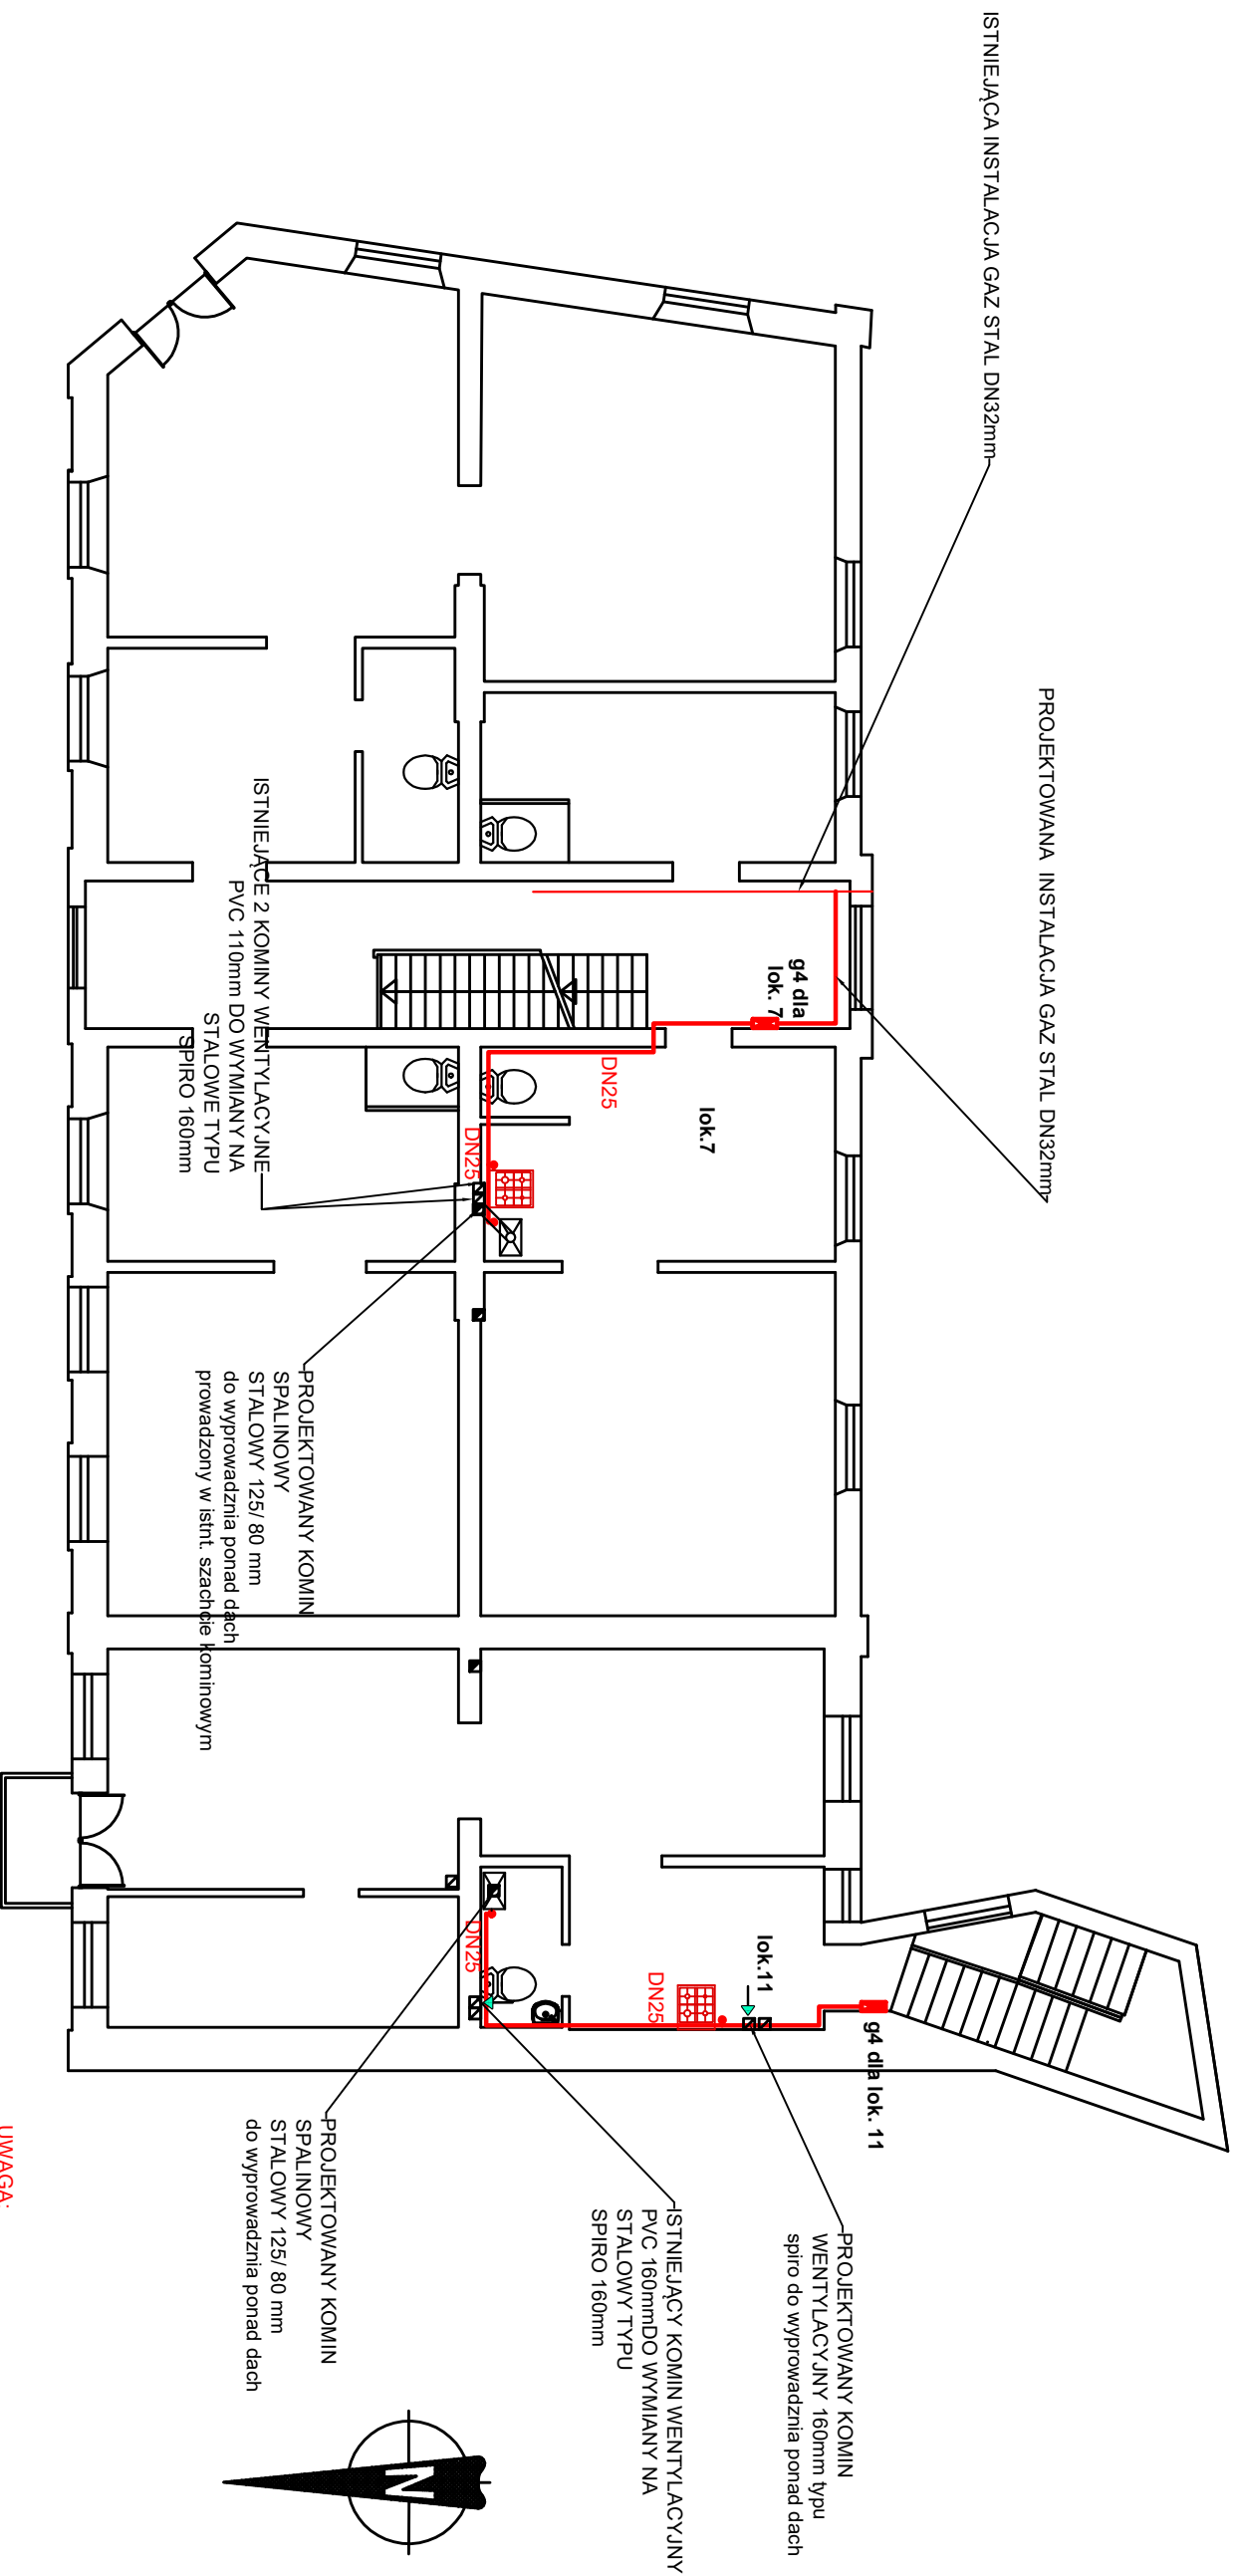 ISTNIEJĄCA INSTALACJA GAZ STAL DN32mm
PROJEKTOWANA INSTALACJA GAZ STAL DN32mm
g4 dla
lok. 7
DN25
lok.7
DN25
ISTNIEJĄCE 2 KOMINY WENTYLACYJNE
PVC 110mm DO WYMIANY NA
STALOWE TYPU
SPIRO 160mm
PROJEKTOWANY KOMIN
SPALINOWY
STALOWY 125/ 80 mm
do wyprowadznia ponad dach
prowadzony w istnt. szachcie kominowym
lok.11
DN25
DN25
g4 dla lok. 11
PROJEKTOWANY KOMIN
WENTYLACYJNY 160mm typu
spiro do wyprowadznia ponad dach
ISTNIEJĄCY KOMIN WENTYLACYJNY
PVC 160mmDO WYMIANY NA
STALOWY TYPU
SPIRO 160mm
PROJEKTOWANY KOMIN
SPALINOWY
STALOWY 125/ 80 mm
do wyprowadznia ponad dach
N
UWAGA: